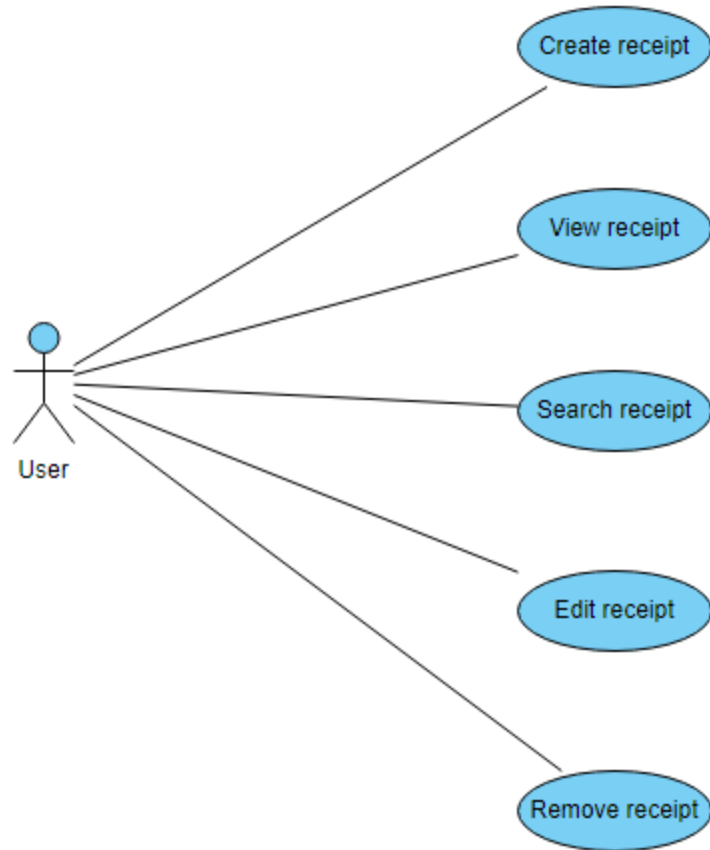 Create receipt
View receipt
Search receipt
User
Edit receipt
Remove receipt